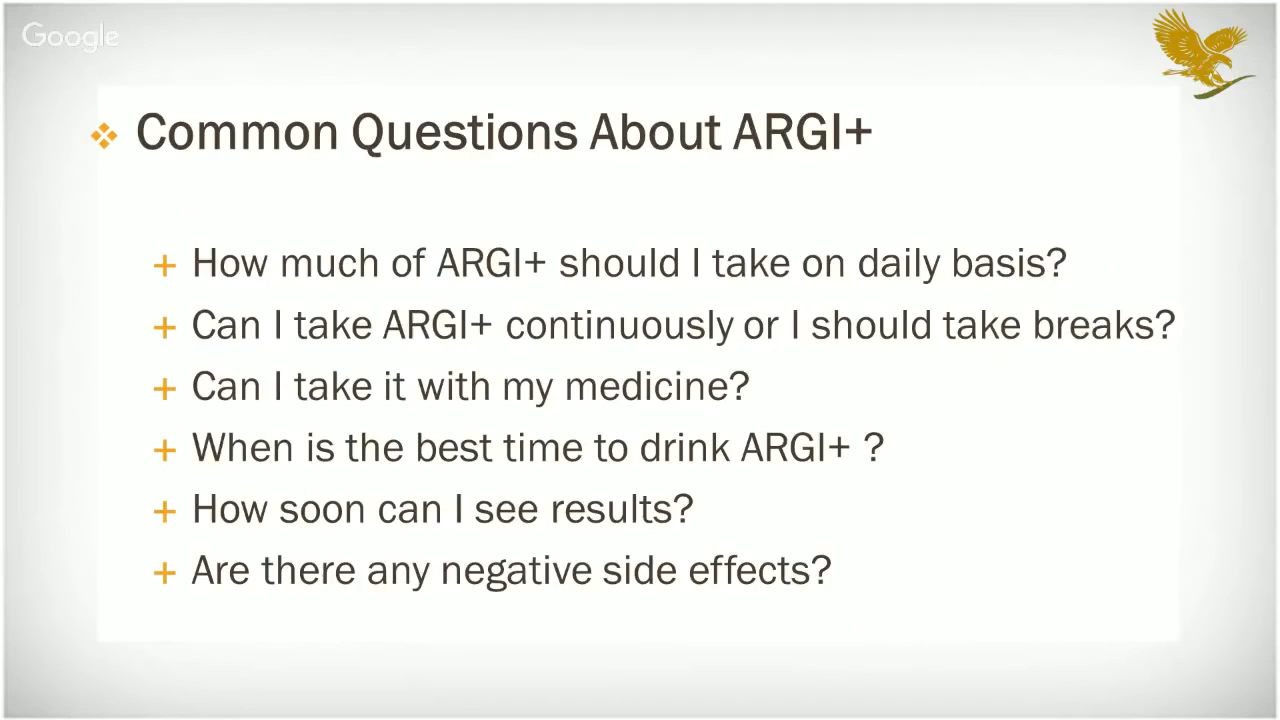 Google
Common Questions About ARGI+
+ How much of ARGI+ should I take on daily basis?
+ Can I take ARGI+ continuously or I should take breaks?
+ Can I take it with my medicine?
+ When is the best time to drink ARGI+ ?
+ How soon can I see results?
+ Are there any negative side effects?